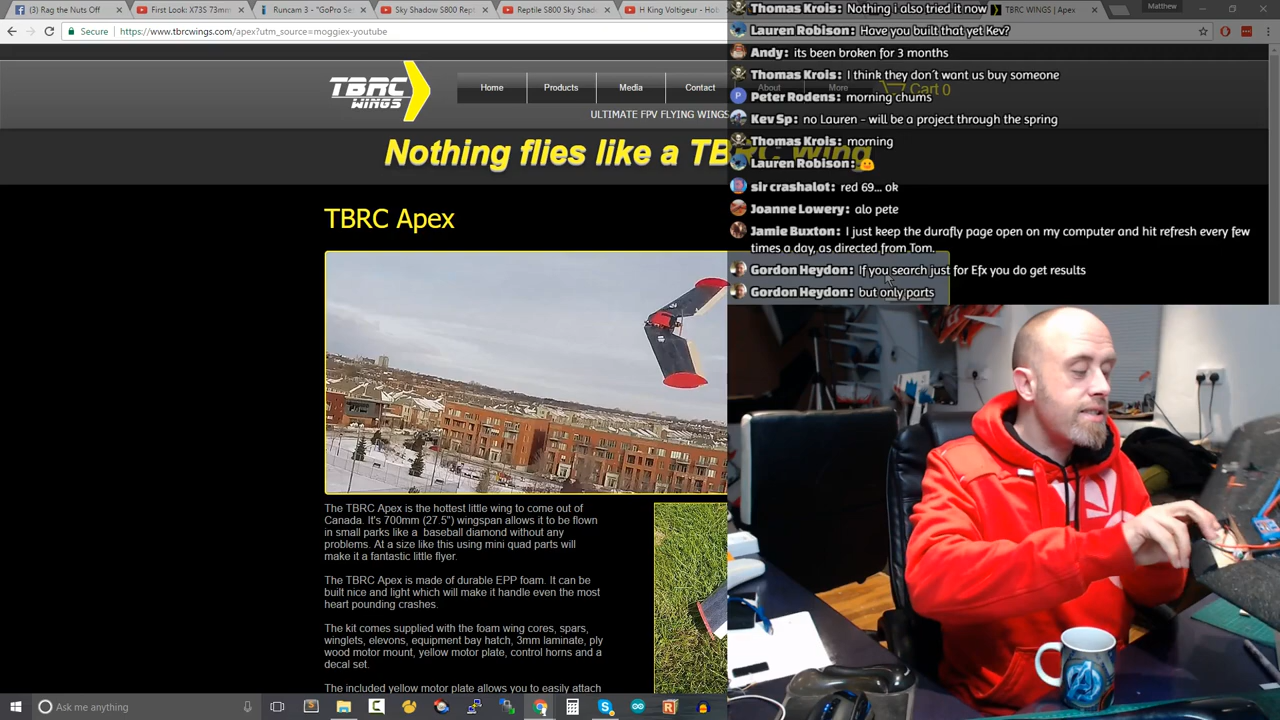 (3) Rag the Nuts Off
First Look: X73S 73mm
Runcam 3 - "GoPro Se
Sky Shadow S800 Rep
Reptile S800 Sky Shado
H King Voltigeur - Hob
TBRC WINGS | Apex
Matthew
Secure
https://www.tbrcwings.com/apex?utm_source=moggiex-youtube
TBRC
WINGS
Home
Products
Media
Contact
About
More
Cart 0
ULTIMATE FPV FLYING WINGS
Nothing flies like a TBRC wing
TBRC Apex
The TBRC Apex is the hottest little wing to come out of
Canada. It's 700mm (27.5") wingspan allows it to be flown
in small parks like a baseball diamond without any
problems. At a size like this using mini quad parts will
make it a fantastic little flyer.
The TBRC Apex is made of durable EPP foam. It can be
built nice and light which will make it handle even the most
heart pounding crashes.
The kit comes supplied with the foam wing cores, spars,
winglets, elevons, equipment bay hatch, 3mm laminate, ply
wood motor mount, yellow motor plate, control horns and a
decal set.
The included yellow motor plate allows you to easily attach
Thomas Krois: Nothing i also tried it now
Lauren Robison: Have you built that yet Kev?
Andy: its been broken for 3 months
Thomas Krois: I think they don´t want us buy someone
Peter Rodens: morning chums
Kev Sp: no Lauren - will be a project through the spring
Thomas Krois: morning
Lauren Robison:
sir crashalot: red 69... ok
Joanne Lowery: alo pete
Jamie Buxton: I just keep the durafly page open on my computer and hit refresh every few
times a day, as directed from Tom.
Gordon Heydon: If you search just for Efx you do get results
Gordon Heydon: but only parts
Ask me anything